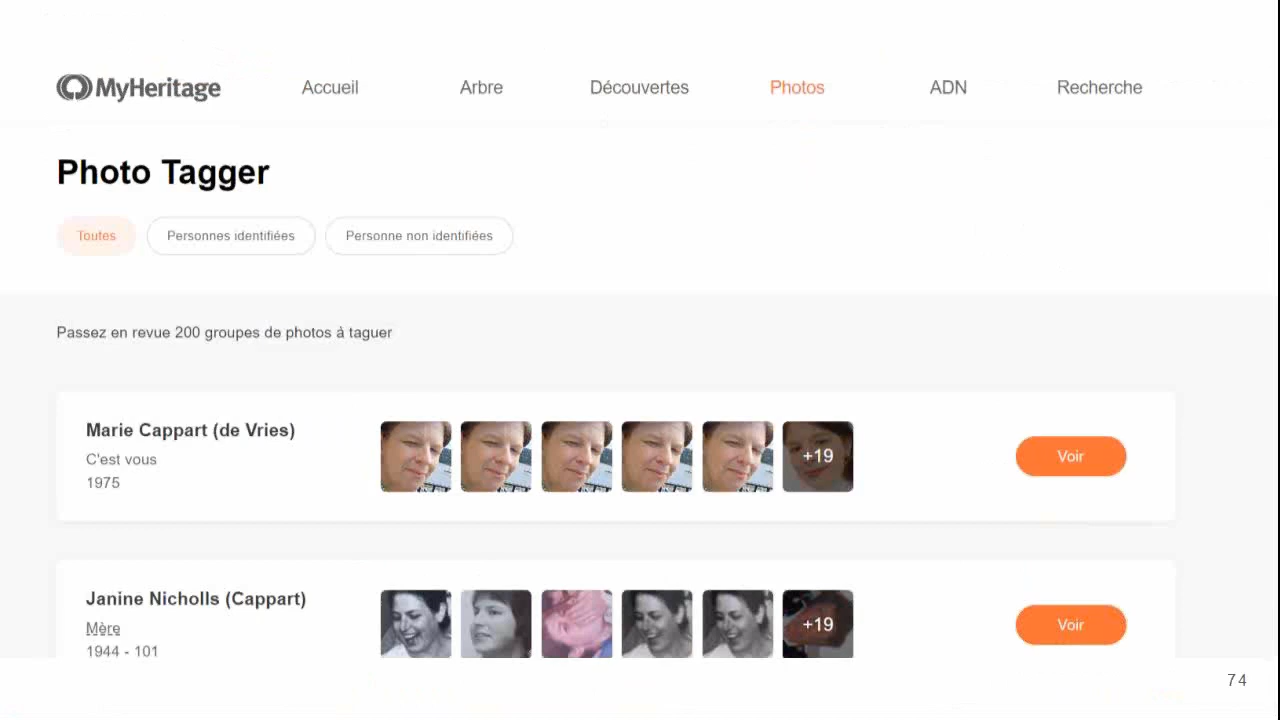 MyHeritage Accueil Arbre Découvertes Photos ADN Recherche
Photo Tagger
Toutes Personnes identifiées Personne non identifiées
Passez en revue 200 groupes de photos à taguer
Marie Cappart (de Vries)
C'est vous
1975
+19
Voir
Janine Nicholls (Cappart)
Mère
1944 - 101
+19
Voir
74